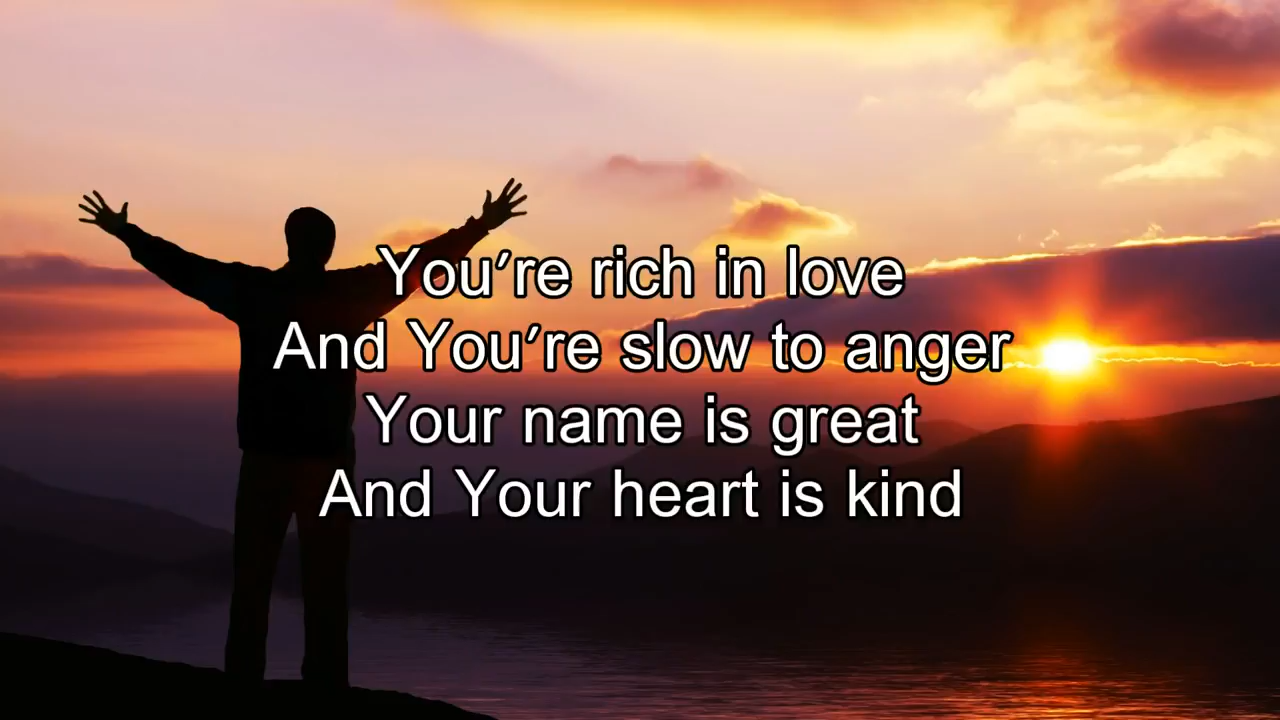 You’re rich in love
And You’re slow to anger
Your name is great
And Your heart is kind